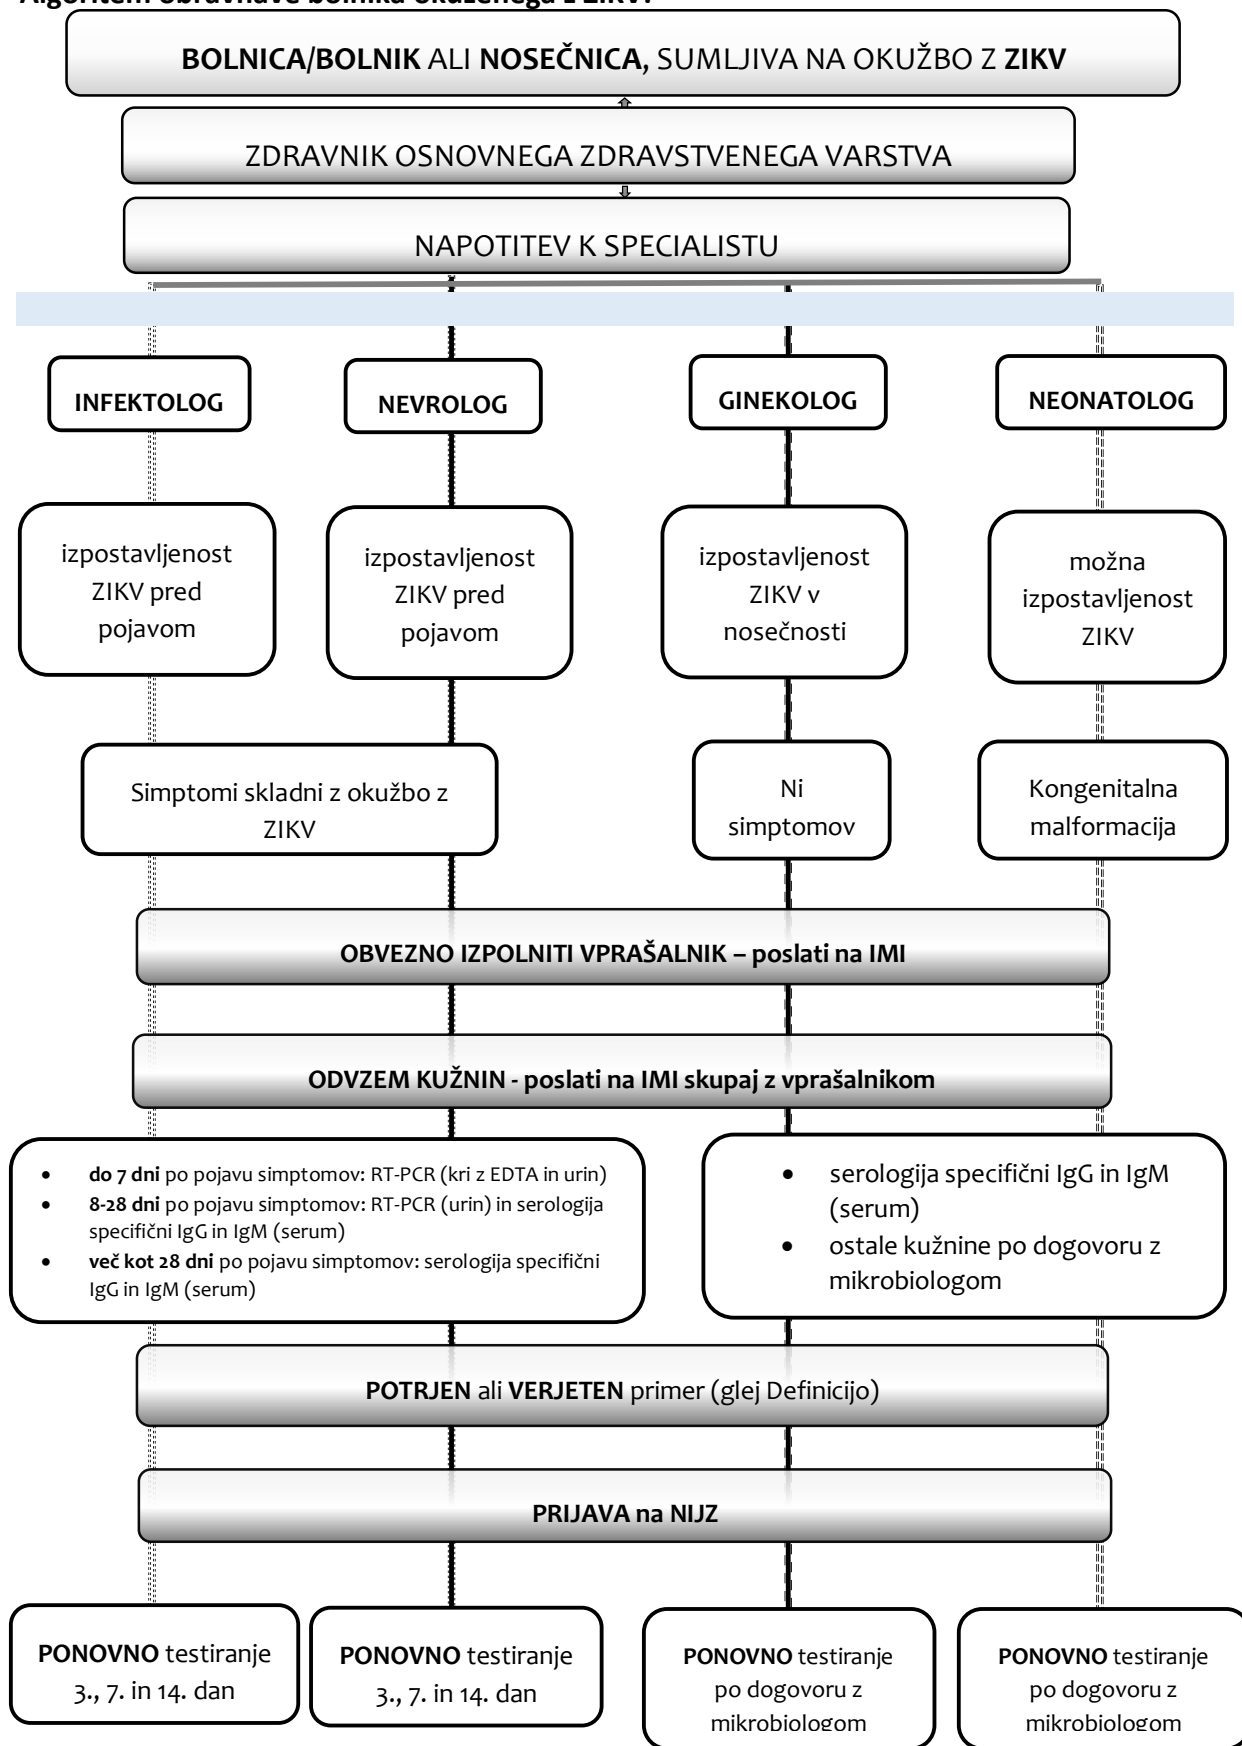 Algoritem obravnave bolnika okuženega z ZIKV:
BOLNICA/BOLNIK ALI NOSEČNICA, SUMLJIVA NA OKUŽBO Z ZIKV
ZDRAVNIK OSNOVNEGA ZDRAVSTVENEGA VARSTVA
NAPOTITEV K SPECIALISTU
INFEKTOLOG
NEVROLOG
GINEKOLOG
NEONATOLOG
izpostavljenost
ZIKV pred
pojavom
izpostavljenost
ZIKV pred
pojavom
izpostavljenost
ZIKV v
nosečnosti
možna
izpostavljenost
ZIKV
Simptomi skladni z okužbo z
ZIKV
Ni
simptomov
Kongenitalna
malformacija
OBVEZNO IZPOLNITI VPRAŠALNIK – poslati na IMI
ODVZEM KUŽNIN - poslati na IMI skupaj z vprašalnikom
• do 7 dni po pojavu simptomov: RT-PCR (kri z EDTA in urin)
• 8-28 dni po pojavu simptomov: RT-PCR (urin) in serologija
specifični IgG in IgM (serum)
• več kot 28 dni po pojavu simptomov: serologija specifični
IgG in IgM (serum)
• serologija specifični IgG in IgM
(serum)
• ostale kužnine po dogovoru z
mikrobiologom
POTRJEN ali VERJETEN primer (glej Definicijo)
PRIJAVA na NIJZ
PONOVNO testiranje
3., 7. in 14. dan
PONOVNO testiranje
3., 7. in 14. dan
PONOVNO testiranje
po dogovoru z
mikrobiologom
PONOVNO testiranje
po dogovoru z
mikrobiologom